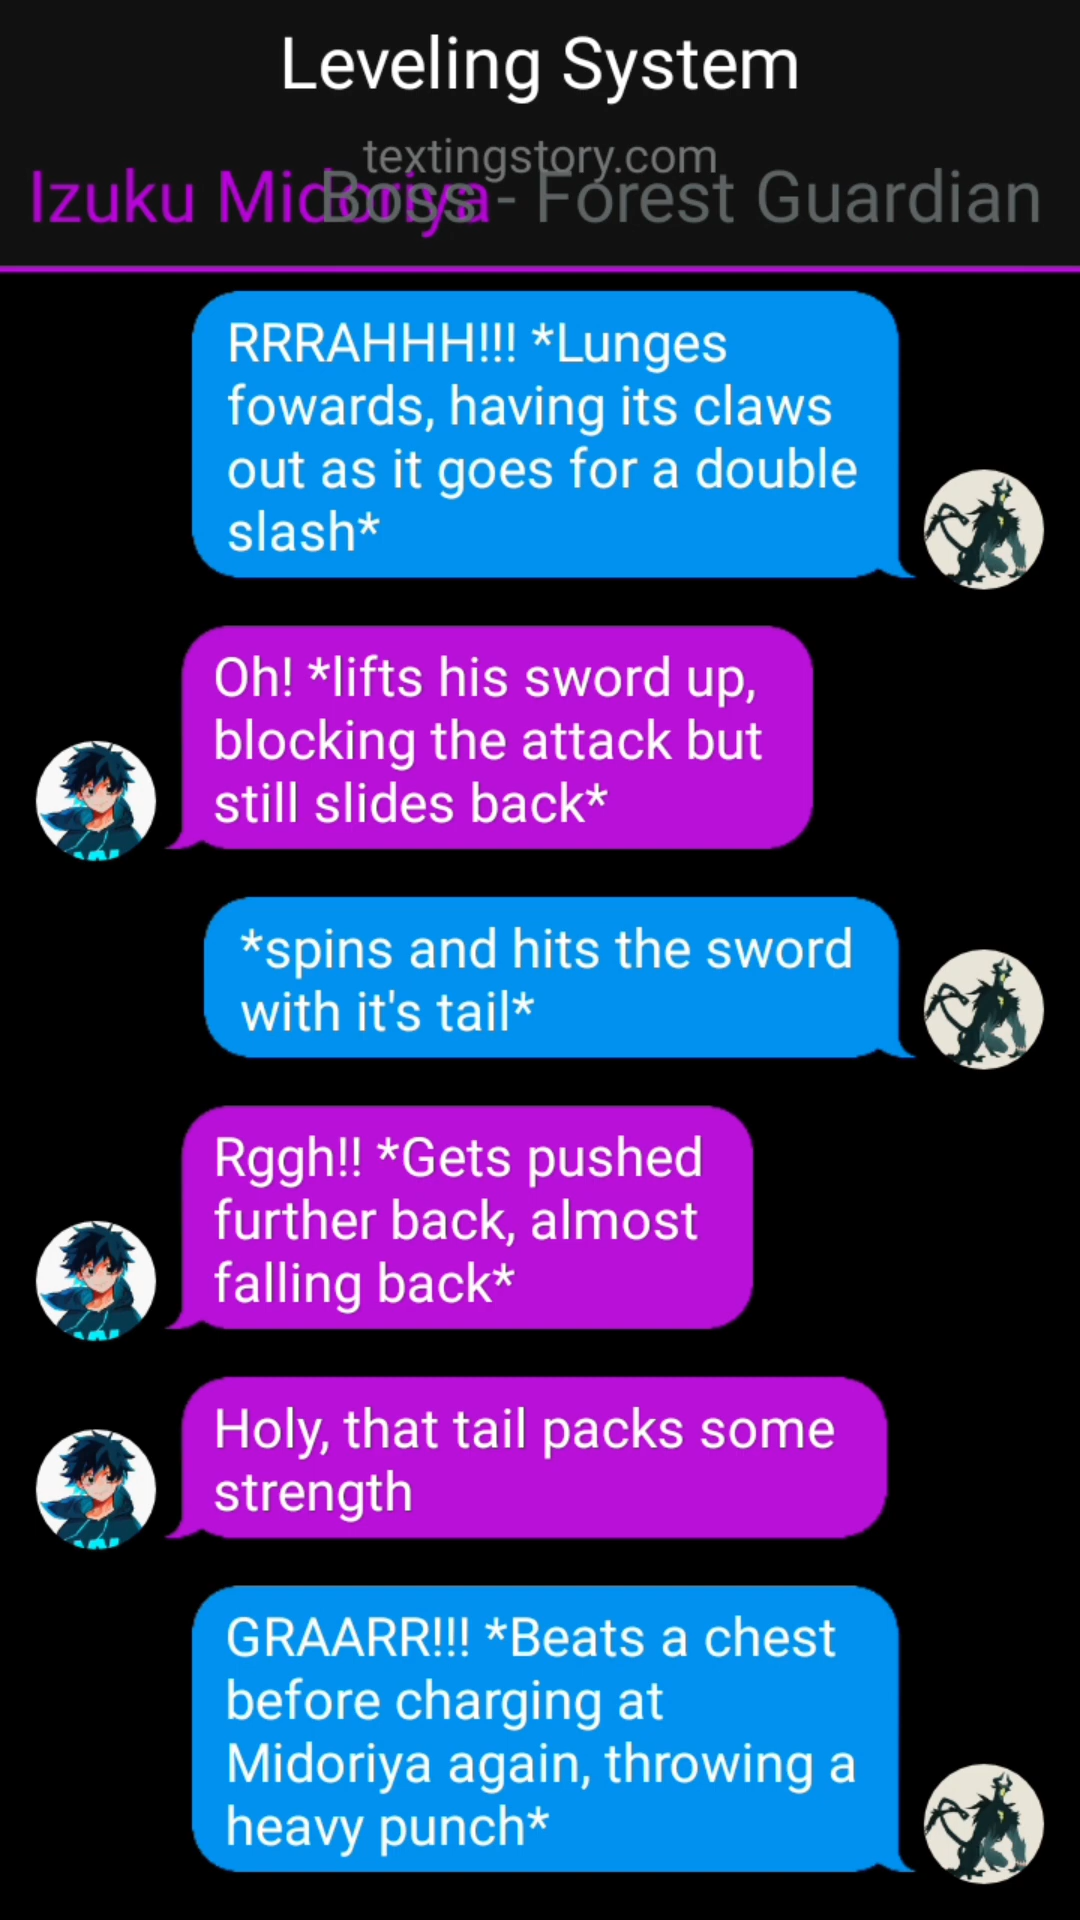 Leveling System
textingstory.com
Izuku Midoriya
Boss - Forest Guardian
RRRAHHH!!! *Lunges
fowards, having its claws
out as it goes for a double
slash*
Oh! *lifts his sword up,
blocking the attack but
still slides back*
*spins and hits the sword
with it's tail*
Rggh!! *Gets pushed
further back, almost
falling back*
Holy, that tail packs some
strength
GRAARR!!! *Beats a chest
before charging at
Midoriya again, throwing a
heavy punch*